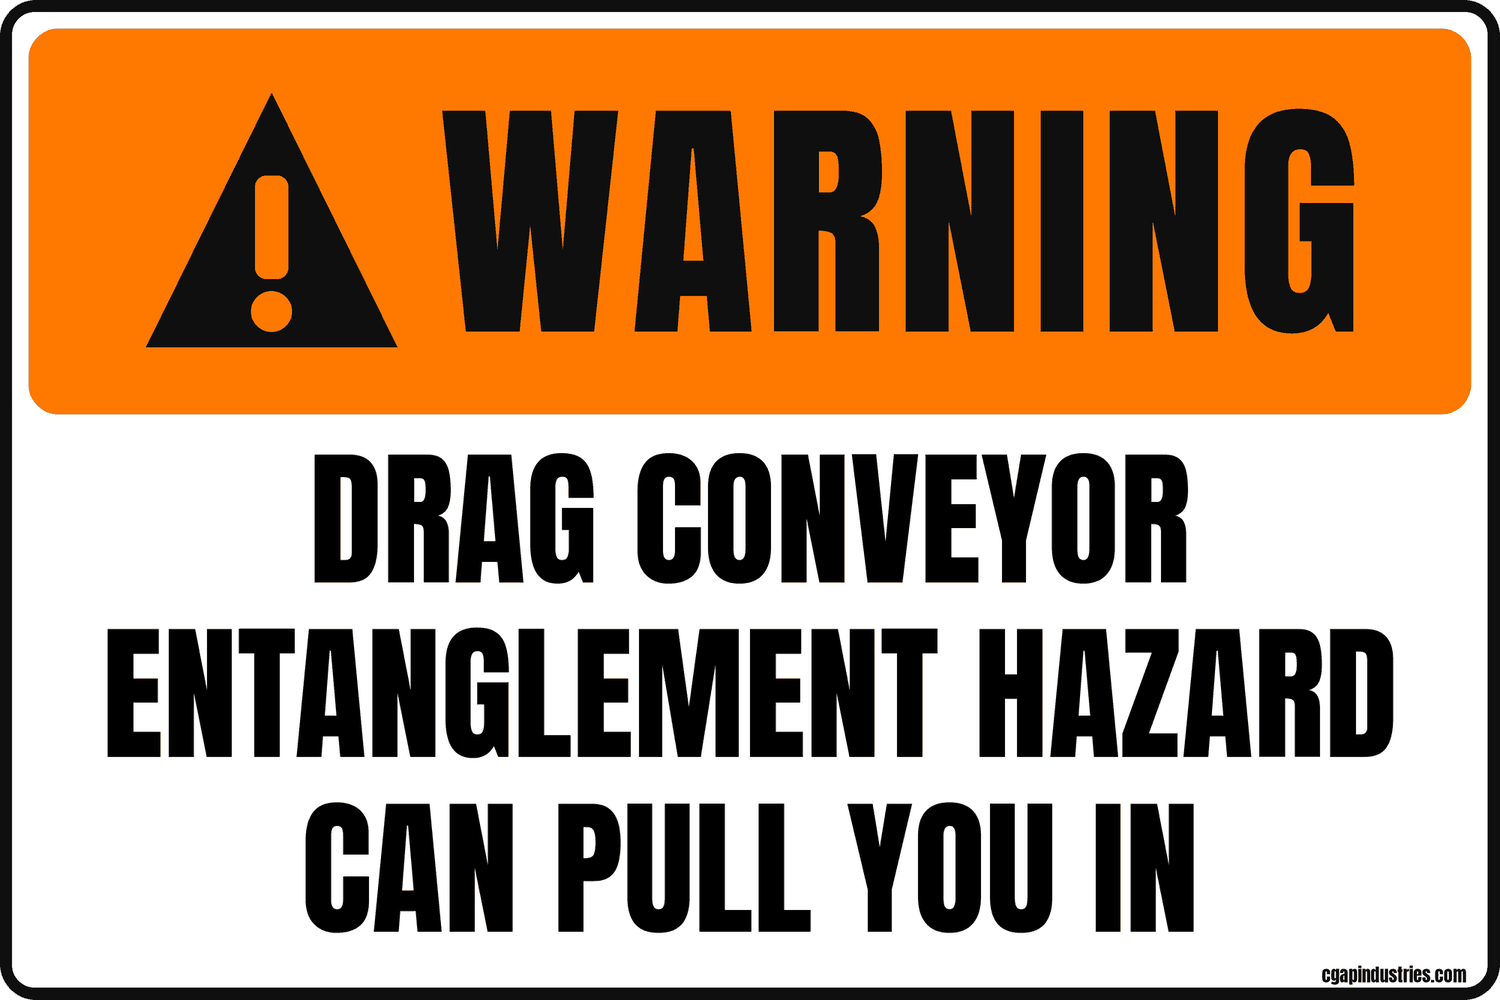 WARNING
DRAG CONVEYOR
ENTANGLEMENT HAZARD
CAN PULL YOU IN
cgapindustries.com